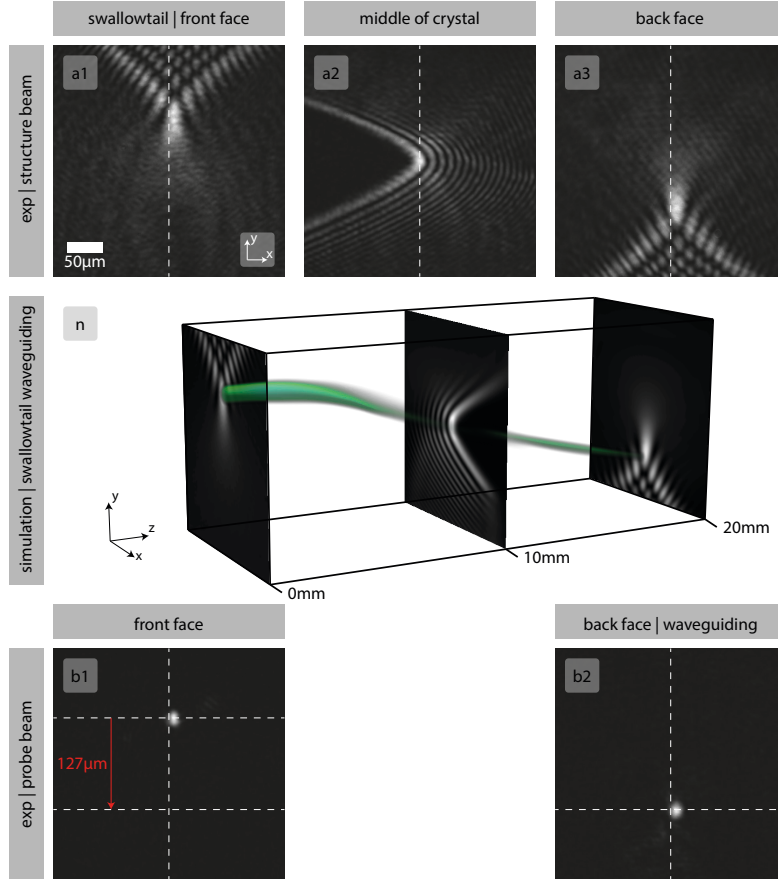 swallowtail | front face
middle of crystal
back face
exp | structure beam
a1
a2
a3
50µm
y
x
simulation | swallowtail waveguiding
n
y
z
x
0mm
10mm
20mm
front face
back face | waveguiding
exp | probe beam
b1
b2
127µm